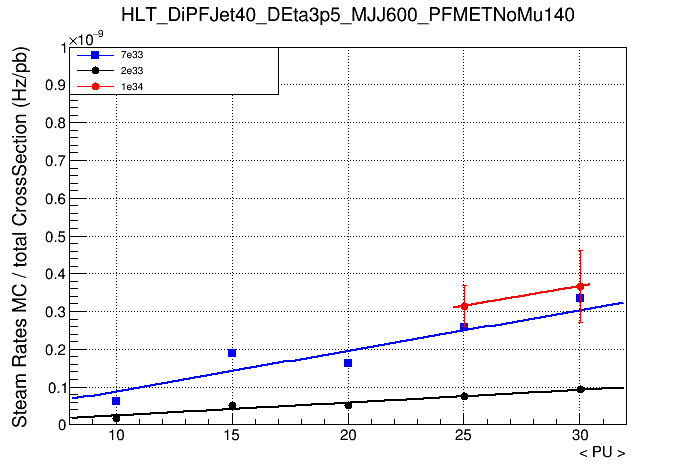 HLT_DiPFJet40_DEta3p5_MJJ600_PFMETNoMu140
×10⁻⁹
Steam Rates MC / total CrossSection (Hz/pb)
7e33
2e33
1e34
1
0.9
0.8
0.7
0.6
0.5
0.4
0.3
0.2
0.1
0
10 15 20 25 30
< PU >